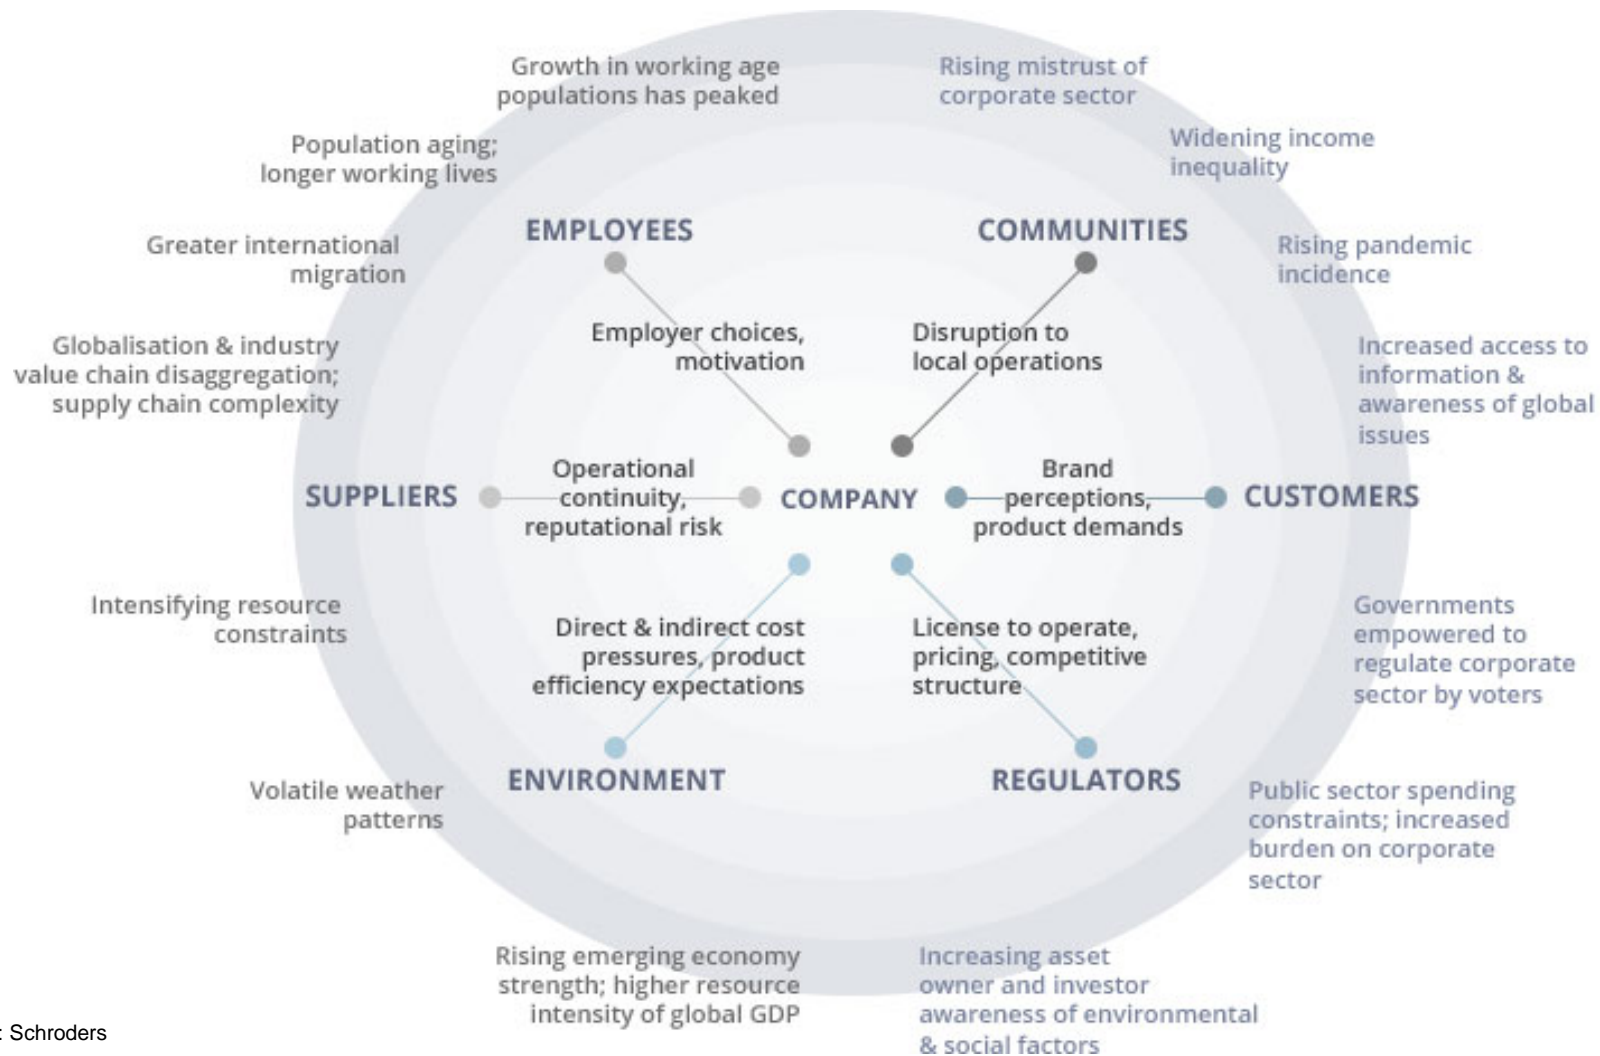 Growth in working age
populations has peaked
Rising mistrust of
corporate sector
Population aging;
longer working lives
Widening income
inequality
EMPLOYEES
COMMUNITIES
Greater international
migration
Rising pandemic
incidence
Employer choices,
motivation
Disruption to
local operations
Globalisation & industry
value chain disaggregation;
supply chain complexity
Increased access to
information &
awareness of global
issues
SUPPLIERS
Operational
continuity,
reputational risk
COMPANY
Brand
perceptions,
product demands
CUSTOMERS
Intensifying resource
constraints
Direct & indirect cost
pressures, product
efficiency expectations
License to operate,
pricing, competitive
structure
Governments
empowered to
regulate corporate
sector by voters
ENVIRONMENT
REGULATORS
Volatile weather
patterns
Public sector spending
constraints; increased
burden on corporate
sector
Rising emerging economy
strength; higher resource
intensity of global GDP
Increasing asset
owner and investor
awareness of environmental
& social factors
: Schroders